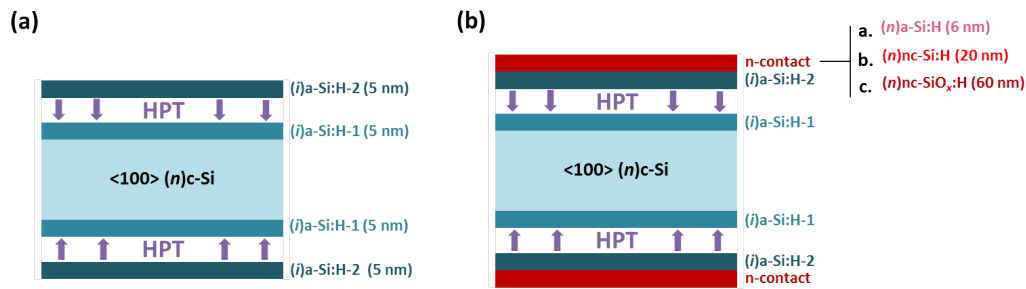 (a)
(i)a-Si:H-2 (5 nm)
HPT
(i)a-Si:H-1 (5 nm)
<100> (n)c-Si
(i)a-Si:H-1 (5 nm)
HPT
(i)a-Si:H-2 (5 nm)
(b)
a. (n)a-Si:H (6 nm)
b. (n)nc-Si:H (20 nm)
c. (n)nc-SiOx:H (60 nm)
n-contact
(i)a-Si:H-2
HPT
(i)a-Si:H-1
<100> (n)c-Si
(i)a-Si:H-1
HPT
(i)a-Si:H-2
n-contact